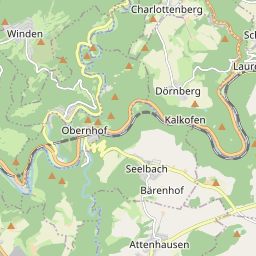 Charlottenberg
Winden
Dörnberg
Kalkofen
Obernhof
Seelbach
Bärenhof
Attenhausen